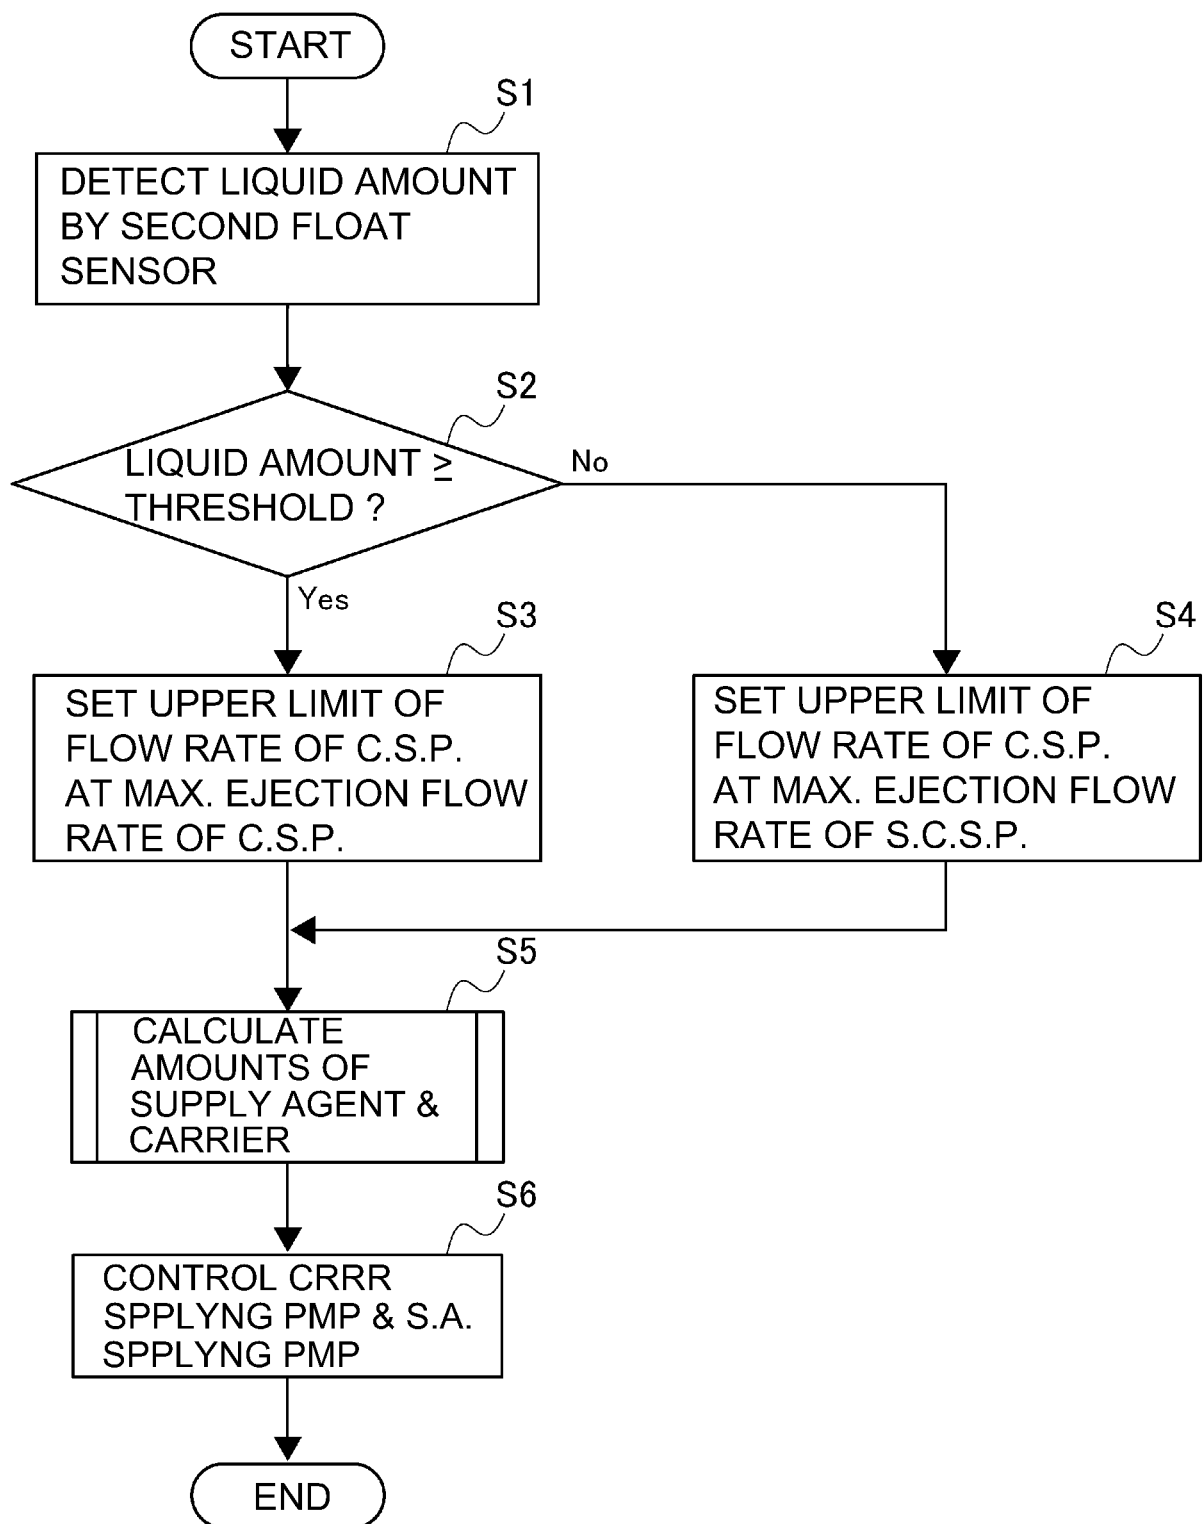 START
S1
DETECT LIQUID AMOUNT
BY SECOND FLOAT
SENSOR
S2
LIQUID AMOUNT ≥
THRESHOLD ?
No
Yes
S3
SET UPPER LIMIT OF
FLOW RATE OF C.S.P.
AT MAX. EJECTION FLOW
RATE OF C.S.P.
S4
SET UPPER LIMIT OF
FLOW RATE OF C.S.P.
AT MAX. EJECTION FLOW
RATE OF S.C.S.P.
S5
CALCULATE
AMOUNTS OF
SUPPLY AGENT &
CARRIER
S6
CONTROL CRRR
SPPLYNG PMP & S.A.
SPPLYNG PMP
END